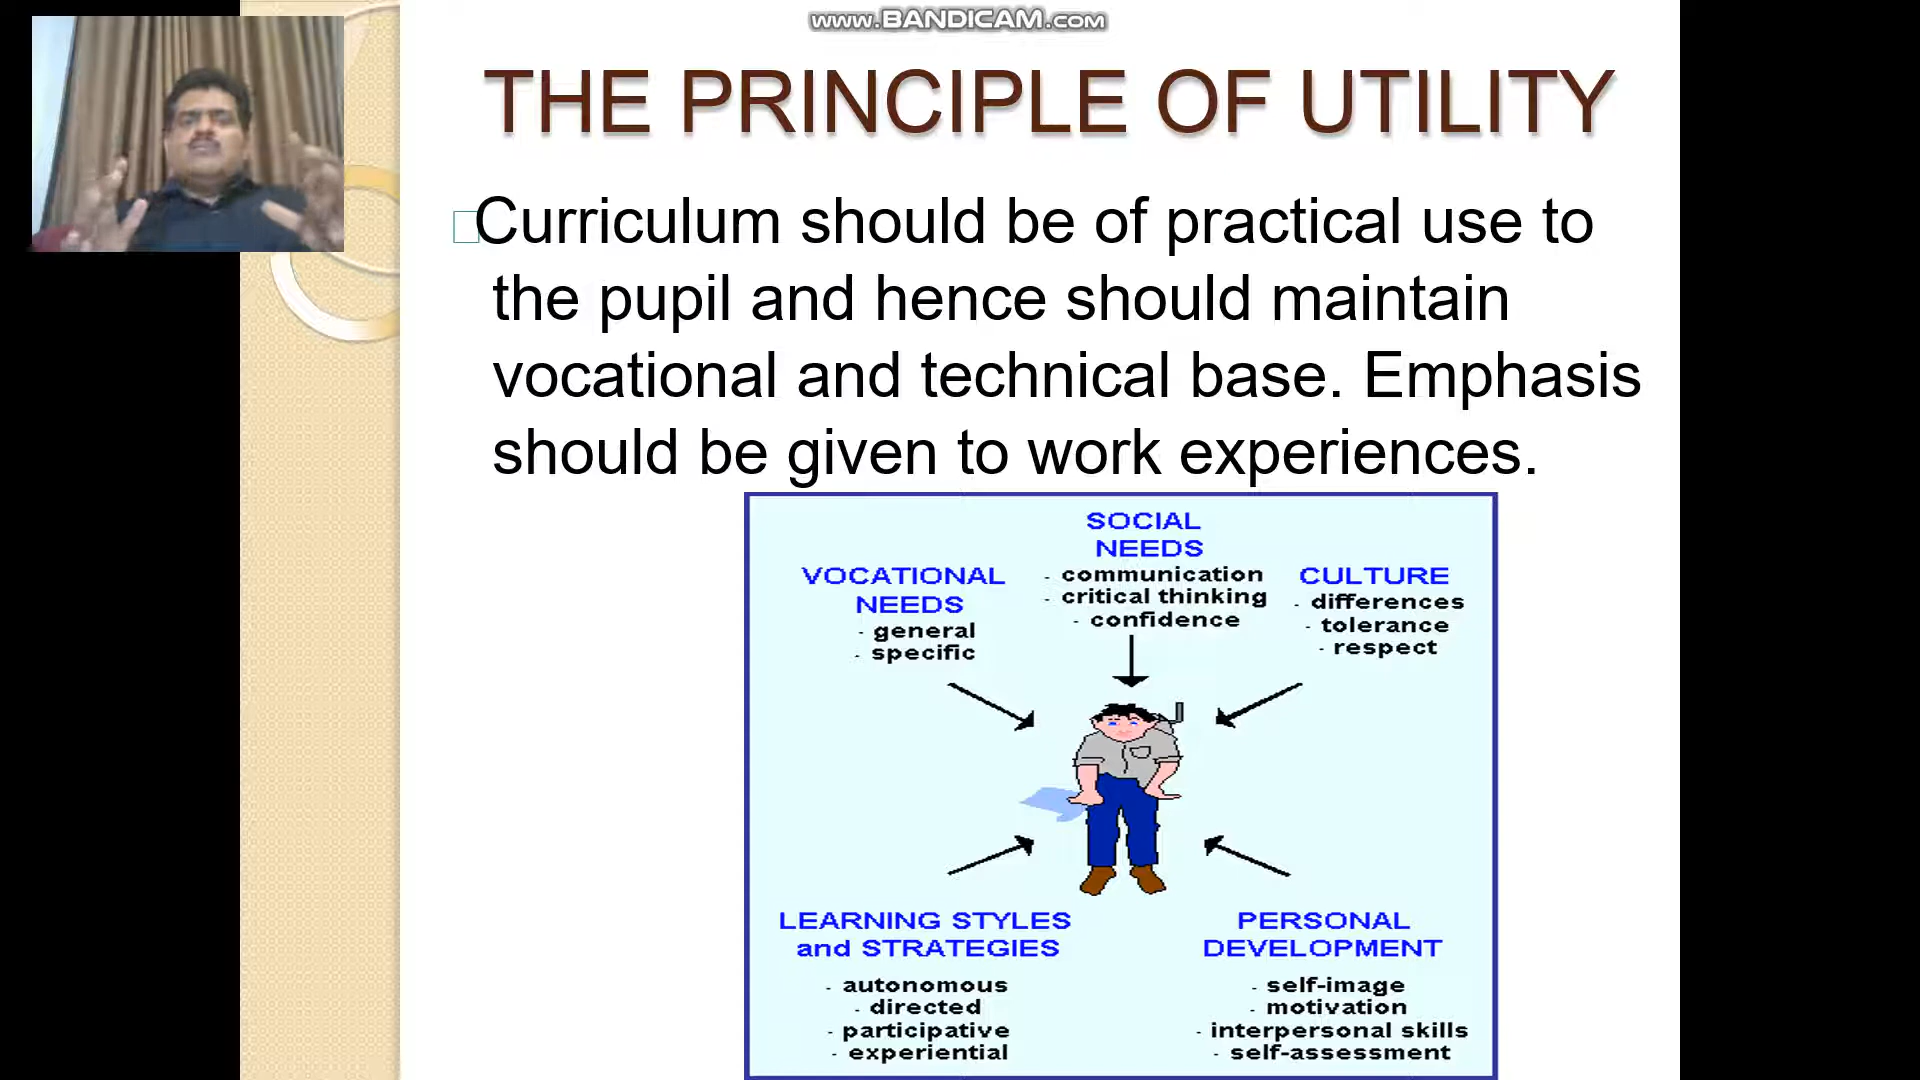 www.BANDICAM.com
THE PRINCIPLE OF UTILITY
Curriculum should be of practical use to
the pupil and hence should maintain
vocational and technical base. Emphasis
should be given to work experiences.
SOCIAL
NEEDS
- communication
- critical thinking
- confidence
VOCATIONAL
NEEDS
- general
- specific
CULTURE
- differences
- tolerance
- respect
LEARNING STYLES
and STRATEGIES
- autonomous
- directed
- participative
- experiential
PERSONAL
DEVELOPMENT
- self-image
- motivation
- interpersonal skills
- self-assessment